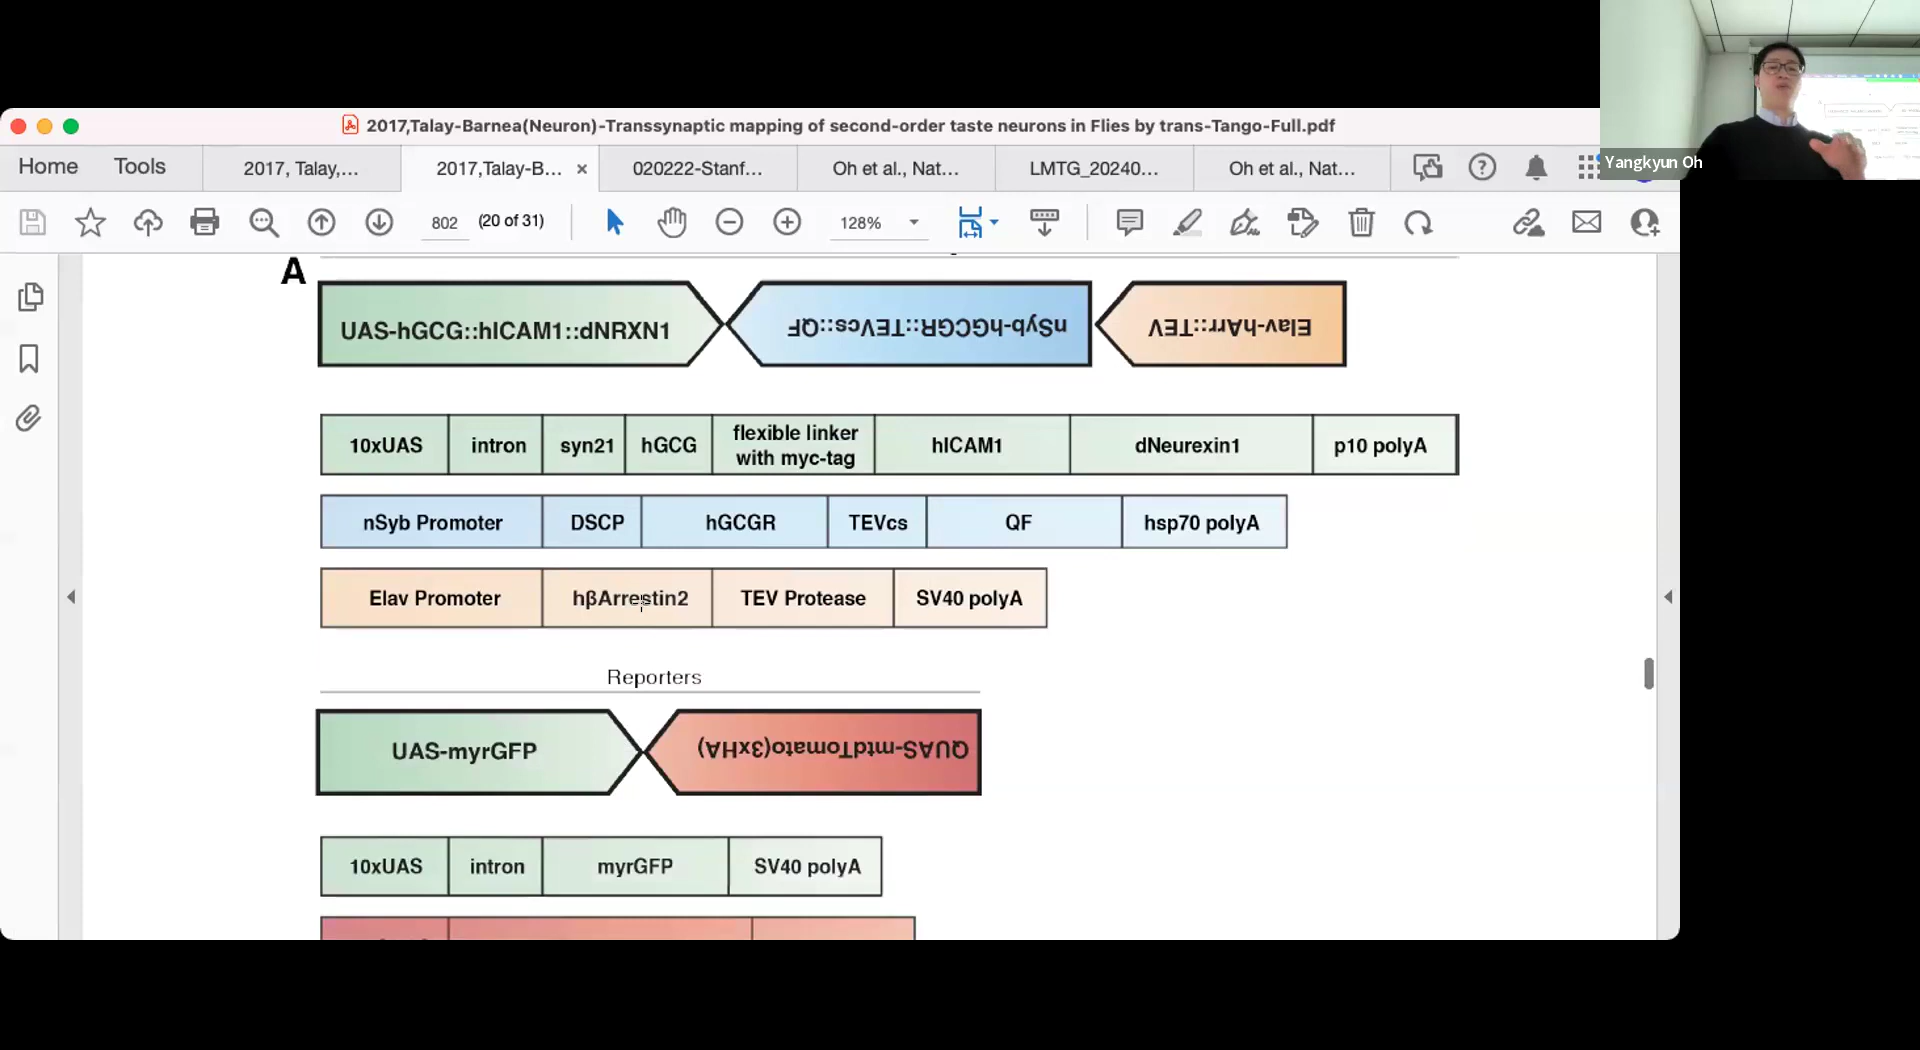 2017,Talay-Barnea(Neuron)-Transsynaptic mapping of second-order taste neurons in Flies by trans-Tango-Full.pdf
Yangkyun Oh
Home Tools 2017, Talay,... 2017,Talay-B... × 020222-Stanf... Oh et al., Nat... LMTG_20240... Oh et al., Nat...
802 (20 of 31) 128%
A
UAS-hGCG::hICAM1::dNRXN1 nSyb-hGCGR::TEVcs::QF Elav-hArr::TEV
10xUAS intron syn21 hGCG flexible linker with myc-tag hICAM1 dNeurexin1 p10 polyA
nSyb Promoter DSCP hGCGR TEVcs QF hsp70 polyA
Elav Promoter hβArrestin2 TEV Protease SV40 polyA
Reporters
UAS-myrGFP QUAS-mtdTomato(3xHA)
10xUAS intron myrGFP SV40 polyA